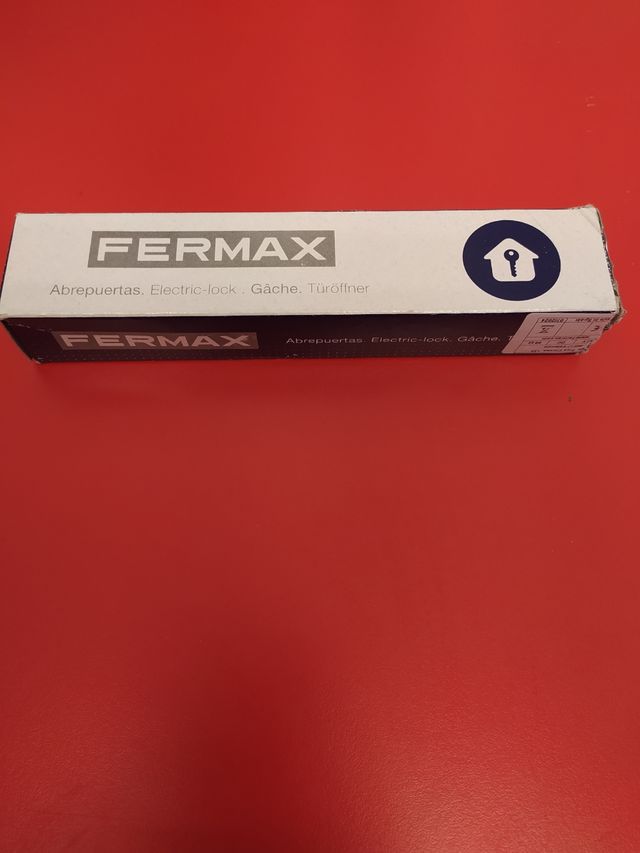 FERMAX
Abrepuertas. Electric-lock . Gâche. Türöffner
FERMAX
Abrepuertas. Electric-lock. Gâche. T